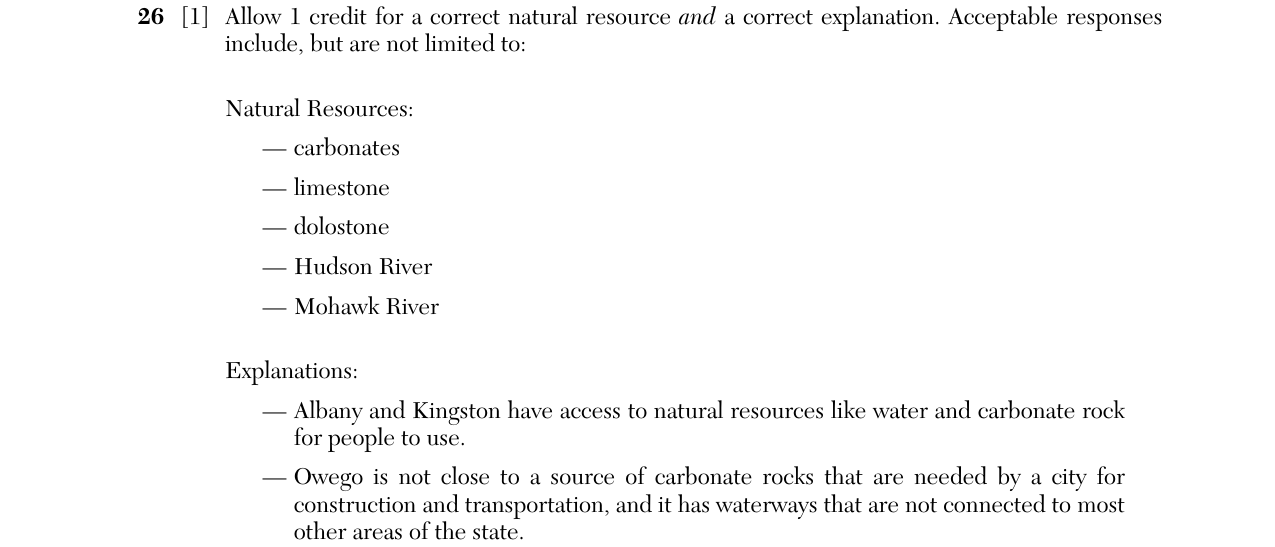 26 [1] Allow 1 credit for a correct natural resource and a correct explanation. Acceptable responses
include, but are not limited to:
Natural Resources:
— carbonates
— limestone
— dolostone
— Hudson River
— Mohawk River
Explanations:
— Albany and Kingston have access to natural resources like water and carbonate rock
for people to use.
— Owego is not close to a source of carbonate rocks that are needed by a city for
construction and transportation, and it has waterways that are not connected to most
other areas of the state.